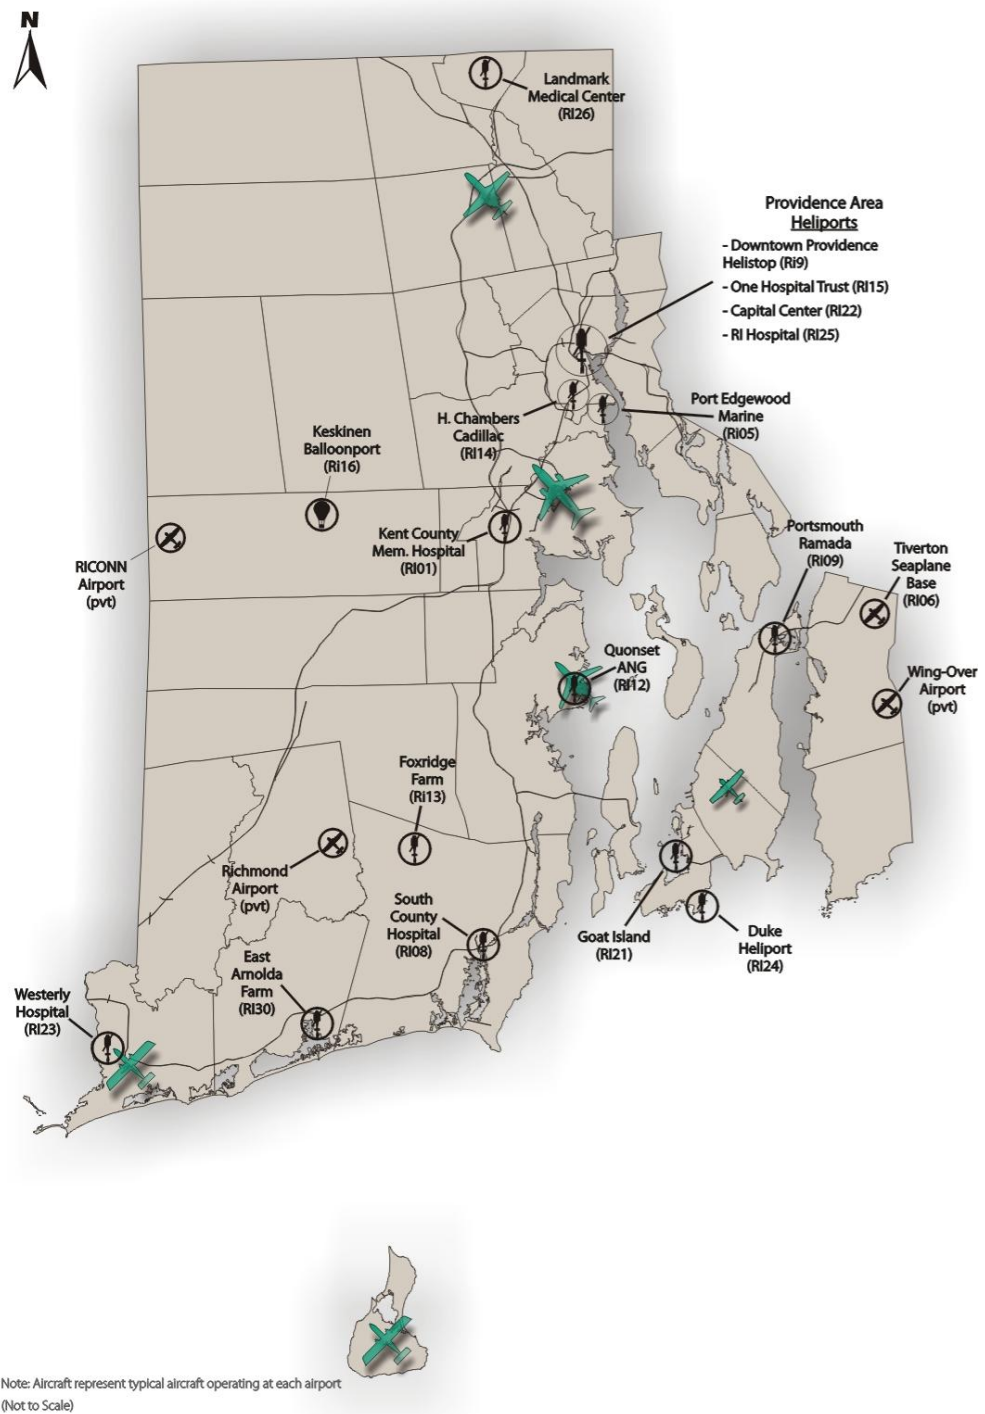 N
Landmark
Medical Center
(RI26)
Providence Area
Heliports
- Downtown Providence
Helistop (Ri9)
- One Hospital Trust (RI15)
- Capital Center (RI22)
- RI Hospital (RI25)
Port Edgewood
Marine
(Ri05)
H. Chambers
Cadillac
(RI14)
Keskinen
Balloonport
(Ri16)
Kent County
Mem. Hospital
(RI01)
RICONN
Airport
(pvt)
Portsmouth
Ramada
(Ri09)
Tiverton
Seaplane
Base
(RI06)
Quonset
ANG
(RI12)
Wing-Over
Airport
(pvt)
Foxridge
Farm
(Ri13)
Richmond
Airport
(pvt)
South
County
Hospital
(RI08)
Goat Island
(RI21)
Duke
Heliport
(RI24)
East
Arnolda
Farm
(RI30)
Westerly
Hospital
(RI23)
Note: Aircraft represent typical aircraft operating at each airport
(Not to Scale)